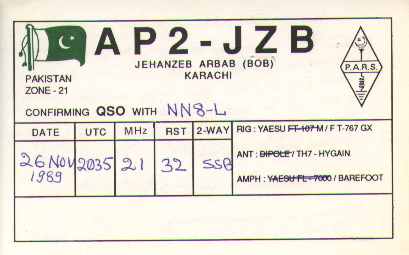 AP2-JZB
JEHANZEB ARBAB (BOB)
KARACHI
P.A.R.S.
PAKISTAN
ZONE - 21
CONFIRMING QSO WITH NN8-L
DATE UTC MHz RST 2-WAY
26 NOV 1989 2035 21 32 SSB
RIG : YAESU FT-107 M / F T-767 GX
ANT : DIPOLE / TH7 - HYGAIN
AMPH : YAESU FL - 7000 / BAREFOOT